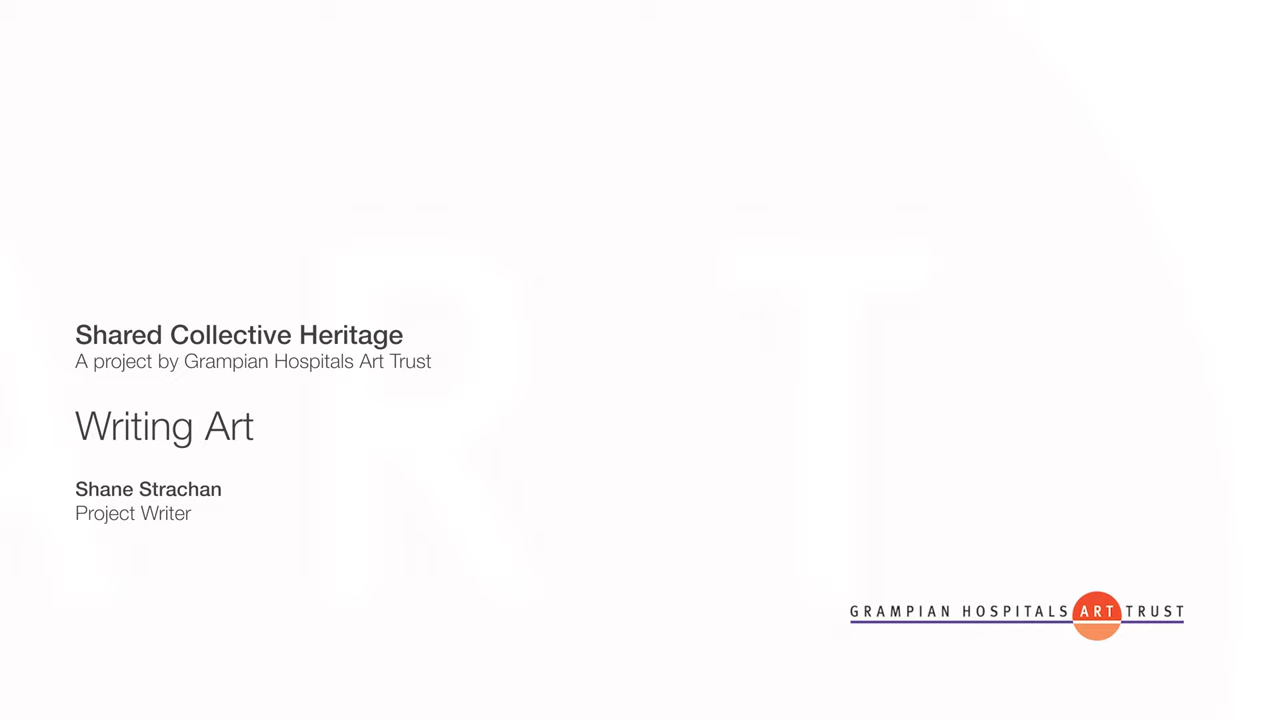 Shared Collective Heritage
A project by Grampian Hospitals Art Trust
Writing Art
Shane Strachan
Project Writer
GRAMPIAN HOSPITALS ART TRUST